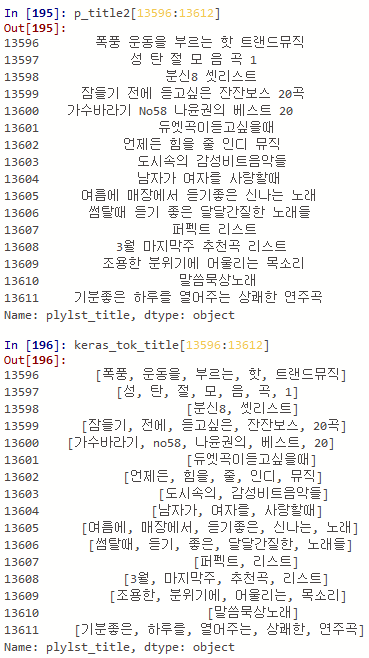 In [195]: p_title2[13596:13612]
Out[195]:
13596 폭풍 운동을 부르는 핫 트랜드뮤직
13597 성 탄 절 모 음 곡 1
13598 분신8 셋리스트
13599 잠들기 전에 듣고싶은 잔잔보스 20곡
13600 가수바라기 No58 나윤권의 베스트 20
13601 듀엣곡이듣고싶을때
13602 언제든 힘을 줄 인디 뮤직
13603 도시속의 감성비트음악들
13604 남자가 여자를 사랑할때
13605 여름에 매장에서 듣기좋은 신나는 노래
13606 썸탈때 듣기 좋은 달달간질한 노래들
13607 퍼펙트 리스트
13608 3월 마지막주 추천곡 리스트
13609 조용한 분위기에 어울리는 목소리
13610 말씀묵상노래
13611 기분좋은 하루를 열어주는 상쾌한 연주곡
Name: plylst_title, dtype: object
In [196]: keras_tok_title[13596:13612]
Out[196]:
13596 [폭풍, 운동을, 부르는, 핫, 트랜드뮤직]
13597 [성, 탄, 절, 모, 음, 곡, 1]
13598 [분신8, 셋리스트]
13599 [잠들기, 전에, 듣고싶은, 잔잔보스, 20곡]
13600 [가수바라기, no58, 나윤권의, 베스트, 20]
13601 [듀엣곡이듣고싶을때]
13602 [언제든, 힘을, 줄, 인디, 뮤직]
13603 [도시속의, 감성비트음악들]
13604 [남자가, 여자를, 사랑할때]
13605 [여름에, 매장에서, 듣기좋은, 신나는, 노래]
13606 [썸탈때, 듣기, 좋은, 달달간질한, 노래들]
13607 [퍼펙트, 리스트]
13608 [3월, 마지막주, 추천곡, 리스트]
13609 [조용한, 분위기에, 어울리는, 목소리]
13610 [말씀묵상노래]
13611 [기분좋은, 하루를, 열어주는, 상쾌한, 연주곡]
Name: plylst_title, dtype: object